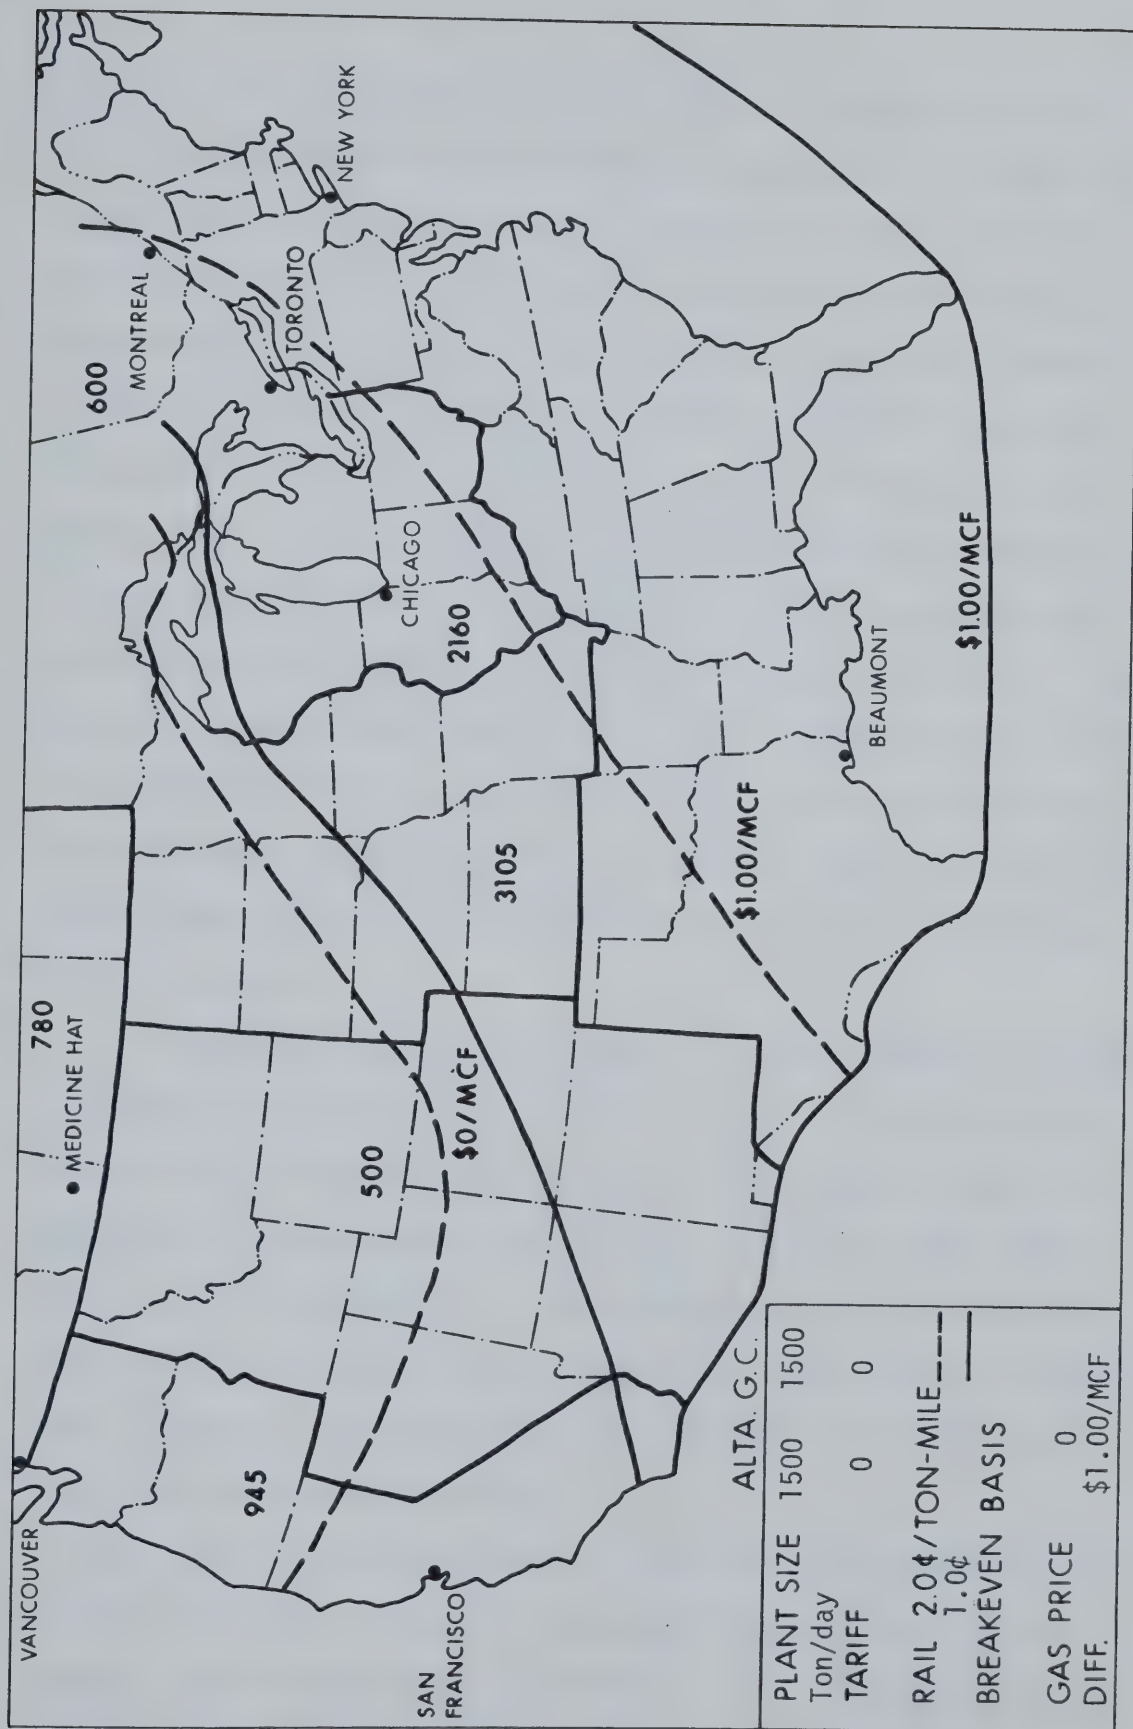 VANCOUVER
780
MEDICINE HAT
600
MONTREAL
TORONTO
NEW YORK
945
500
$0/MCF
3105
2160
CHICAGO
SAN
FRANCISCO
$1.00/MCF
BEAUMONT
$1.00/MCF
ALTA. G.C.
PLANT SIZE 1500 1500
Ton/day
TARIFF 0 0
RAIL 2.0¢/TON-MILE
1.0¢
BREAKEVEN BASIS
GAS PRICE 0
DIFF. $1.00/MCF